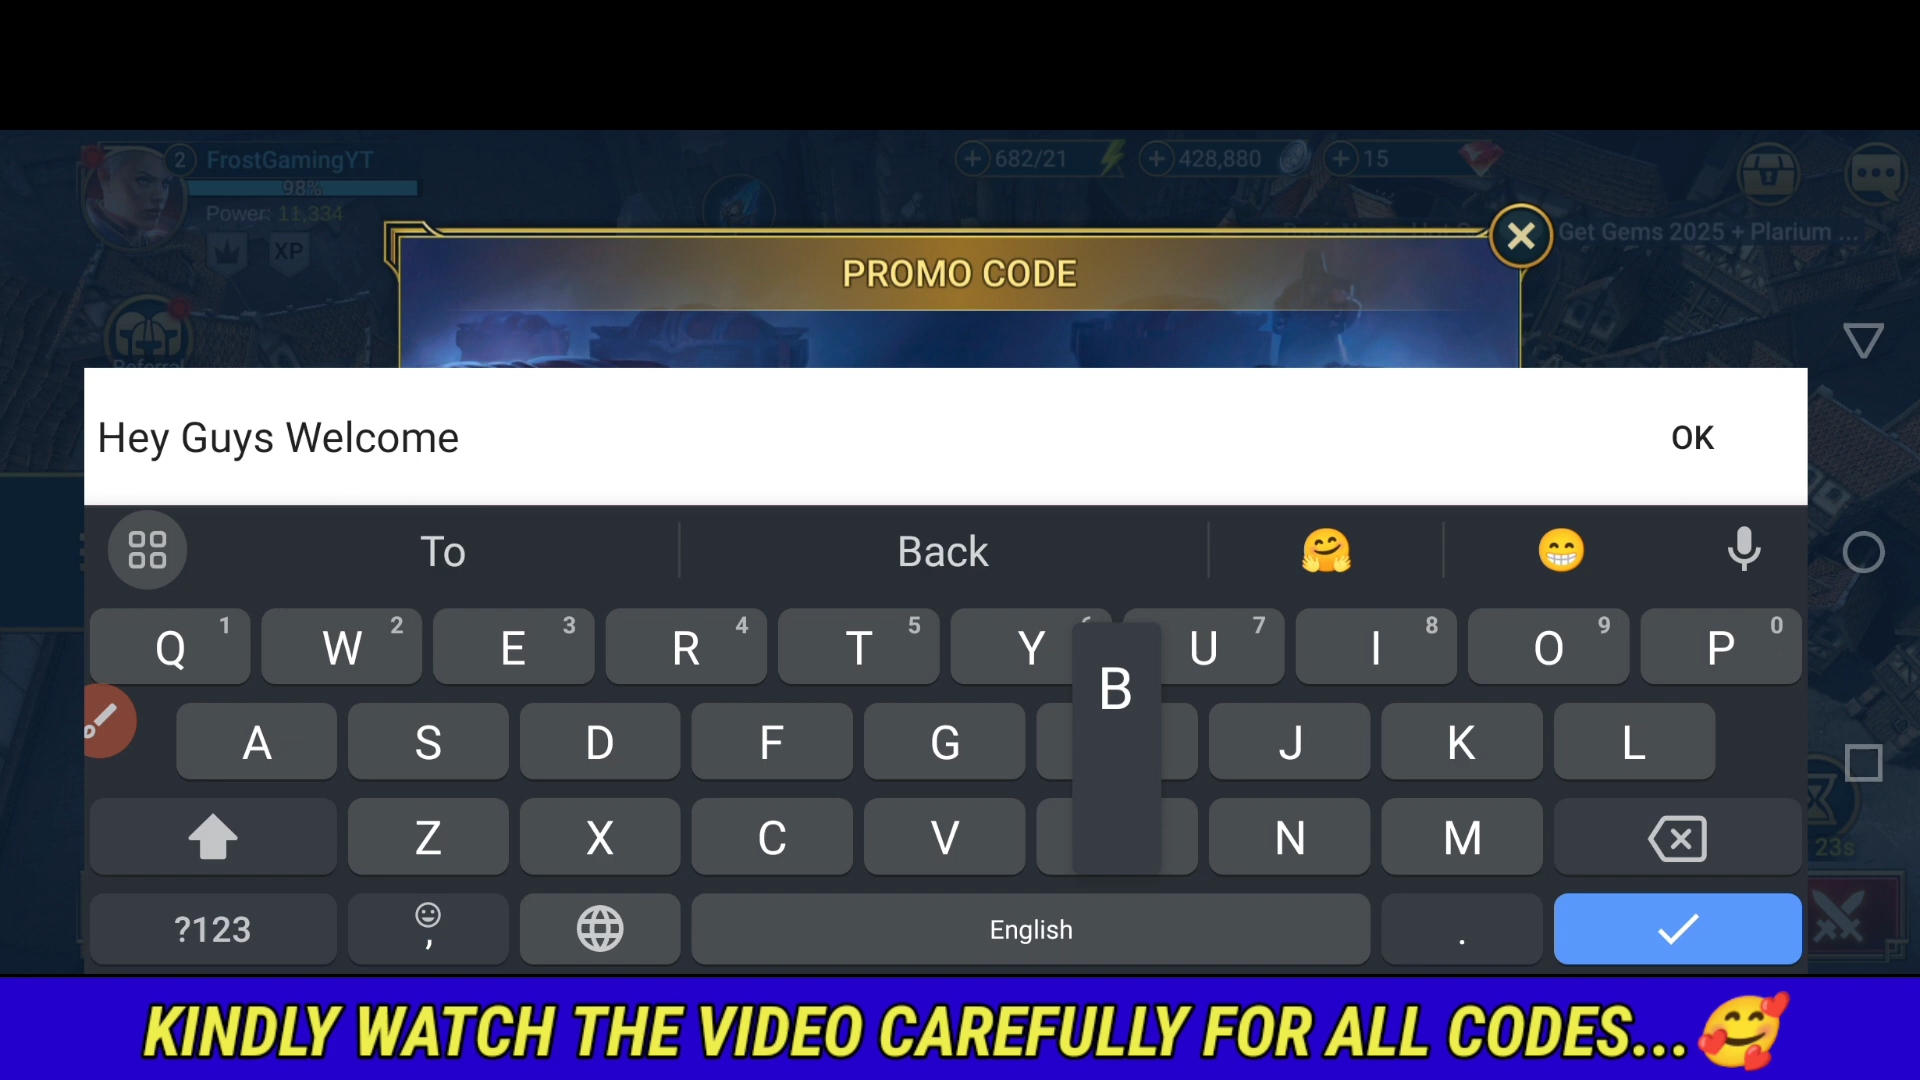 2 FrostGamingYT
98%
Power: 11,334
XP
682/21
428,880
15
Get Gems 2025 + Plarium ...
PROMO CODE
Hey Guys Welcome
OK
To Back
Q 1 W 2 E 3 R 4 T 5 Y 6 U 7 I 8 O 9 P 0
B
A S D F G J K L
Z X C V N M
?123 , English .
23s
KINDLY WATCH THE VIDEO CAREFULLY FOR ALL CODES...